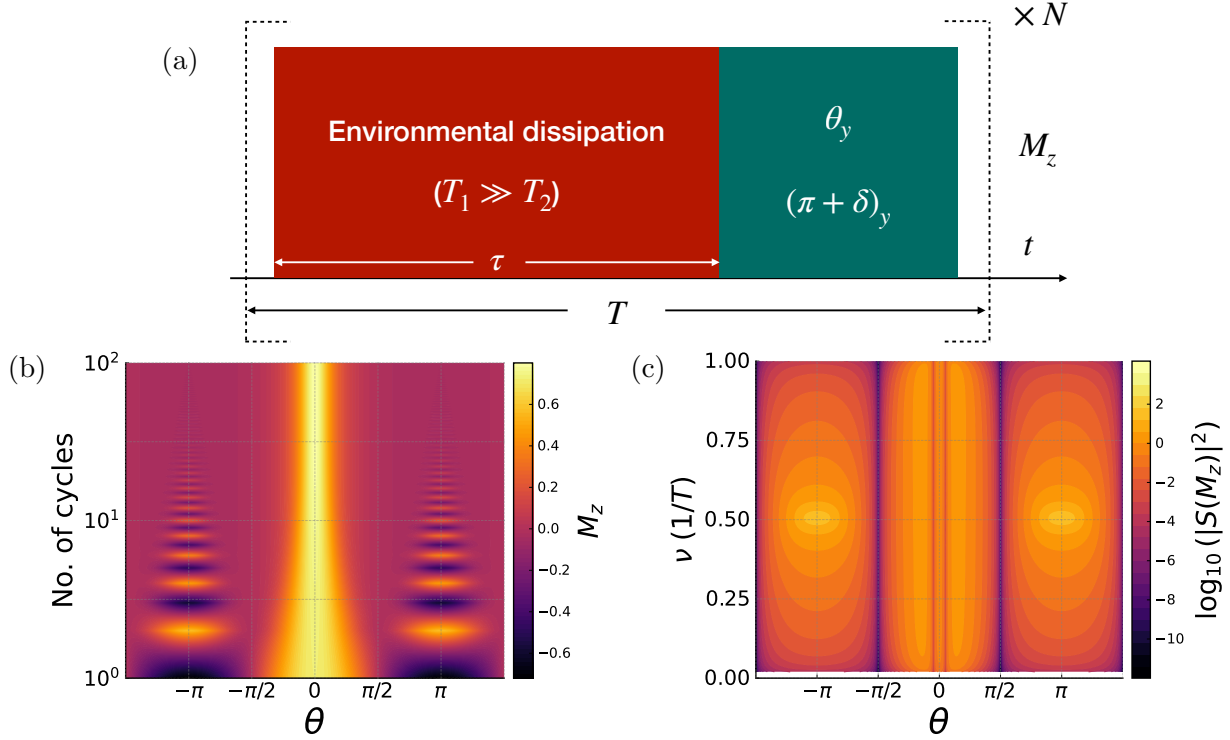 (a)
× N
Environmental dissipation
(T₁ ≫ T₂)
θ_y
(π + δ)_y
M_z
t
τ
T
(b)
10²
10¹
10⁰
No. of cycles
−π
−π/2
0
π/2
π
θ
0.6
0.4
0.2
0.0
−0.2
−0.4
−0.6
M_z
(c)
1.00
0.75
0.50
0.25
0.00
ν (1/T)
−π
−π/2
0
π/2
π
θ
2
0
−2
−4
−6
−8
−10
log₁₀ (|S(M_z)|²)